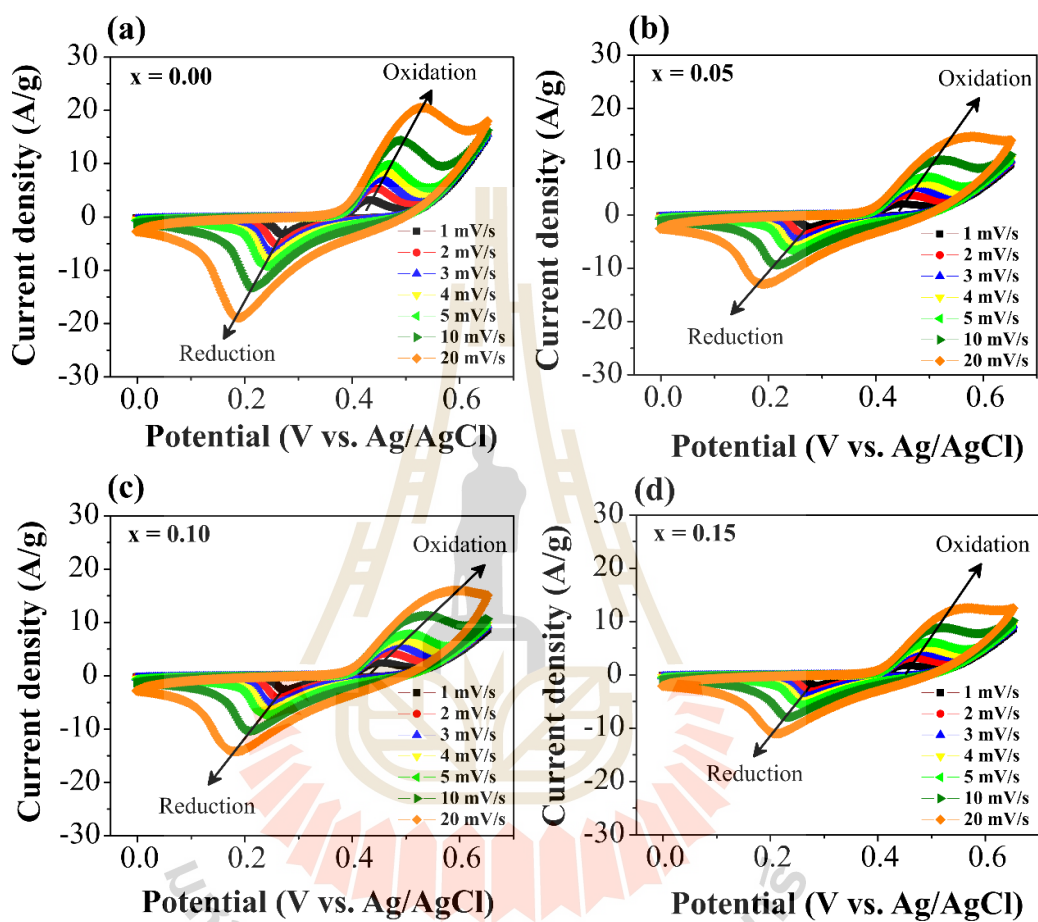 (a)
x = 0.00
Oxidation
Reduction
1 mV/s
2 mV/s
3 mV/s
4 mV/s
5 mV/s
10 mV/s
20 mV/s
30
20
10
0
-10
-20
-30
0.0 0.2 0.4 0.6
Current density (A/g)
Potential (V vs. Ag/AgCl)
(b)
x = 0.05
Oxidation
Reduction
1 mV/s
2 mV/s
3 mV/s
4 mV/s
5 mV/s
10 mV/s
20 mV/s
30
20
10
0
-10
-20
-30
0.0 0.2 0.4 0.6
Current density (A/g)
Potential (V vs. Ag/AgCl)
(c)
x = 0.10
Oxidation
Reduction
1 mV/s
2 mV/s
3 mV/s
4 mV/s
5 mV/s
10 mV/s
20 mV/s
30
20
10
0
-10
-20
-30
0.0 0.2 0.4 0.6
Current density (A/g)
Potential (V vs. Ag/AgCl)
(d)
x = 0.15
Oxidation
Reduction
1 mV/s
2 mV/s
3 mV/s
4 mV/s
5 mV/s
10 mV/s
20 mV/s
30
20
10
0
-10
-20
-30
0.0 0.2 0.4 0.6
Current density (A/g)
Potential (V vs. Ag/AgCl)